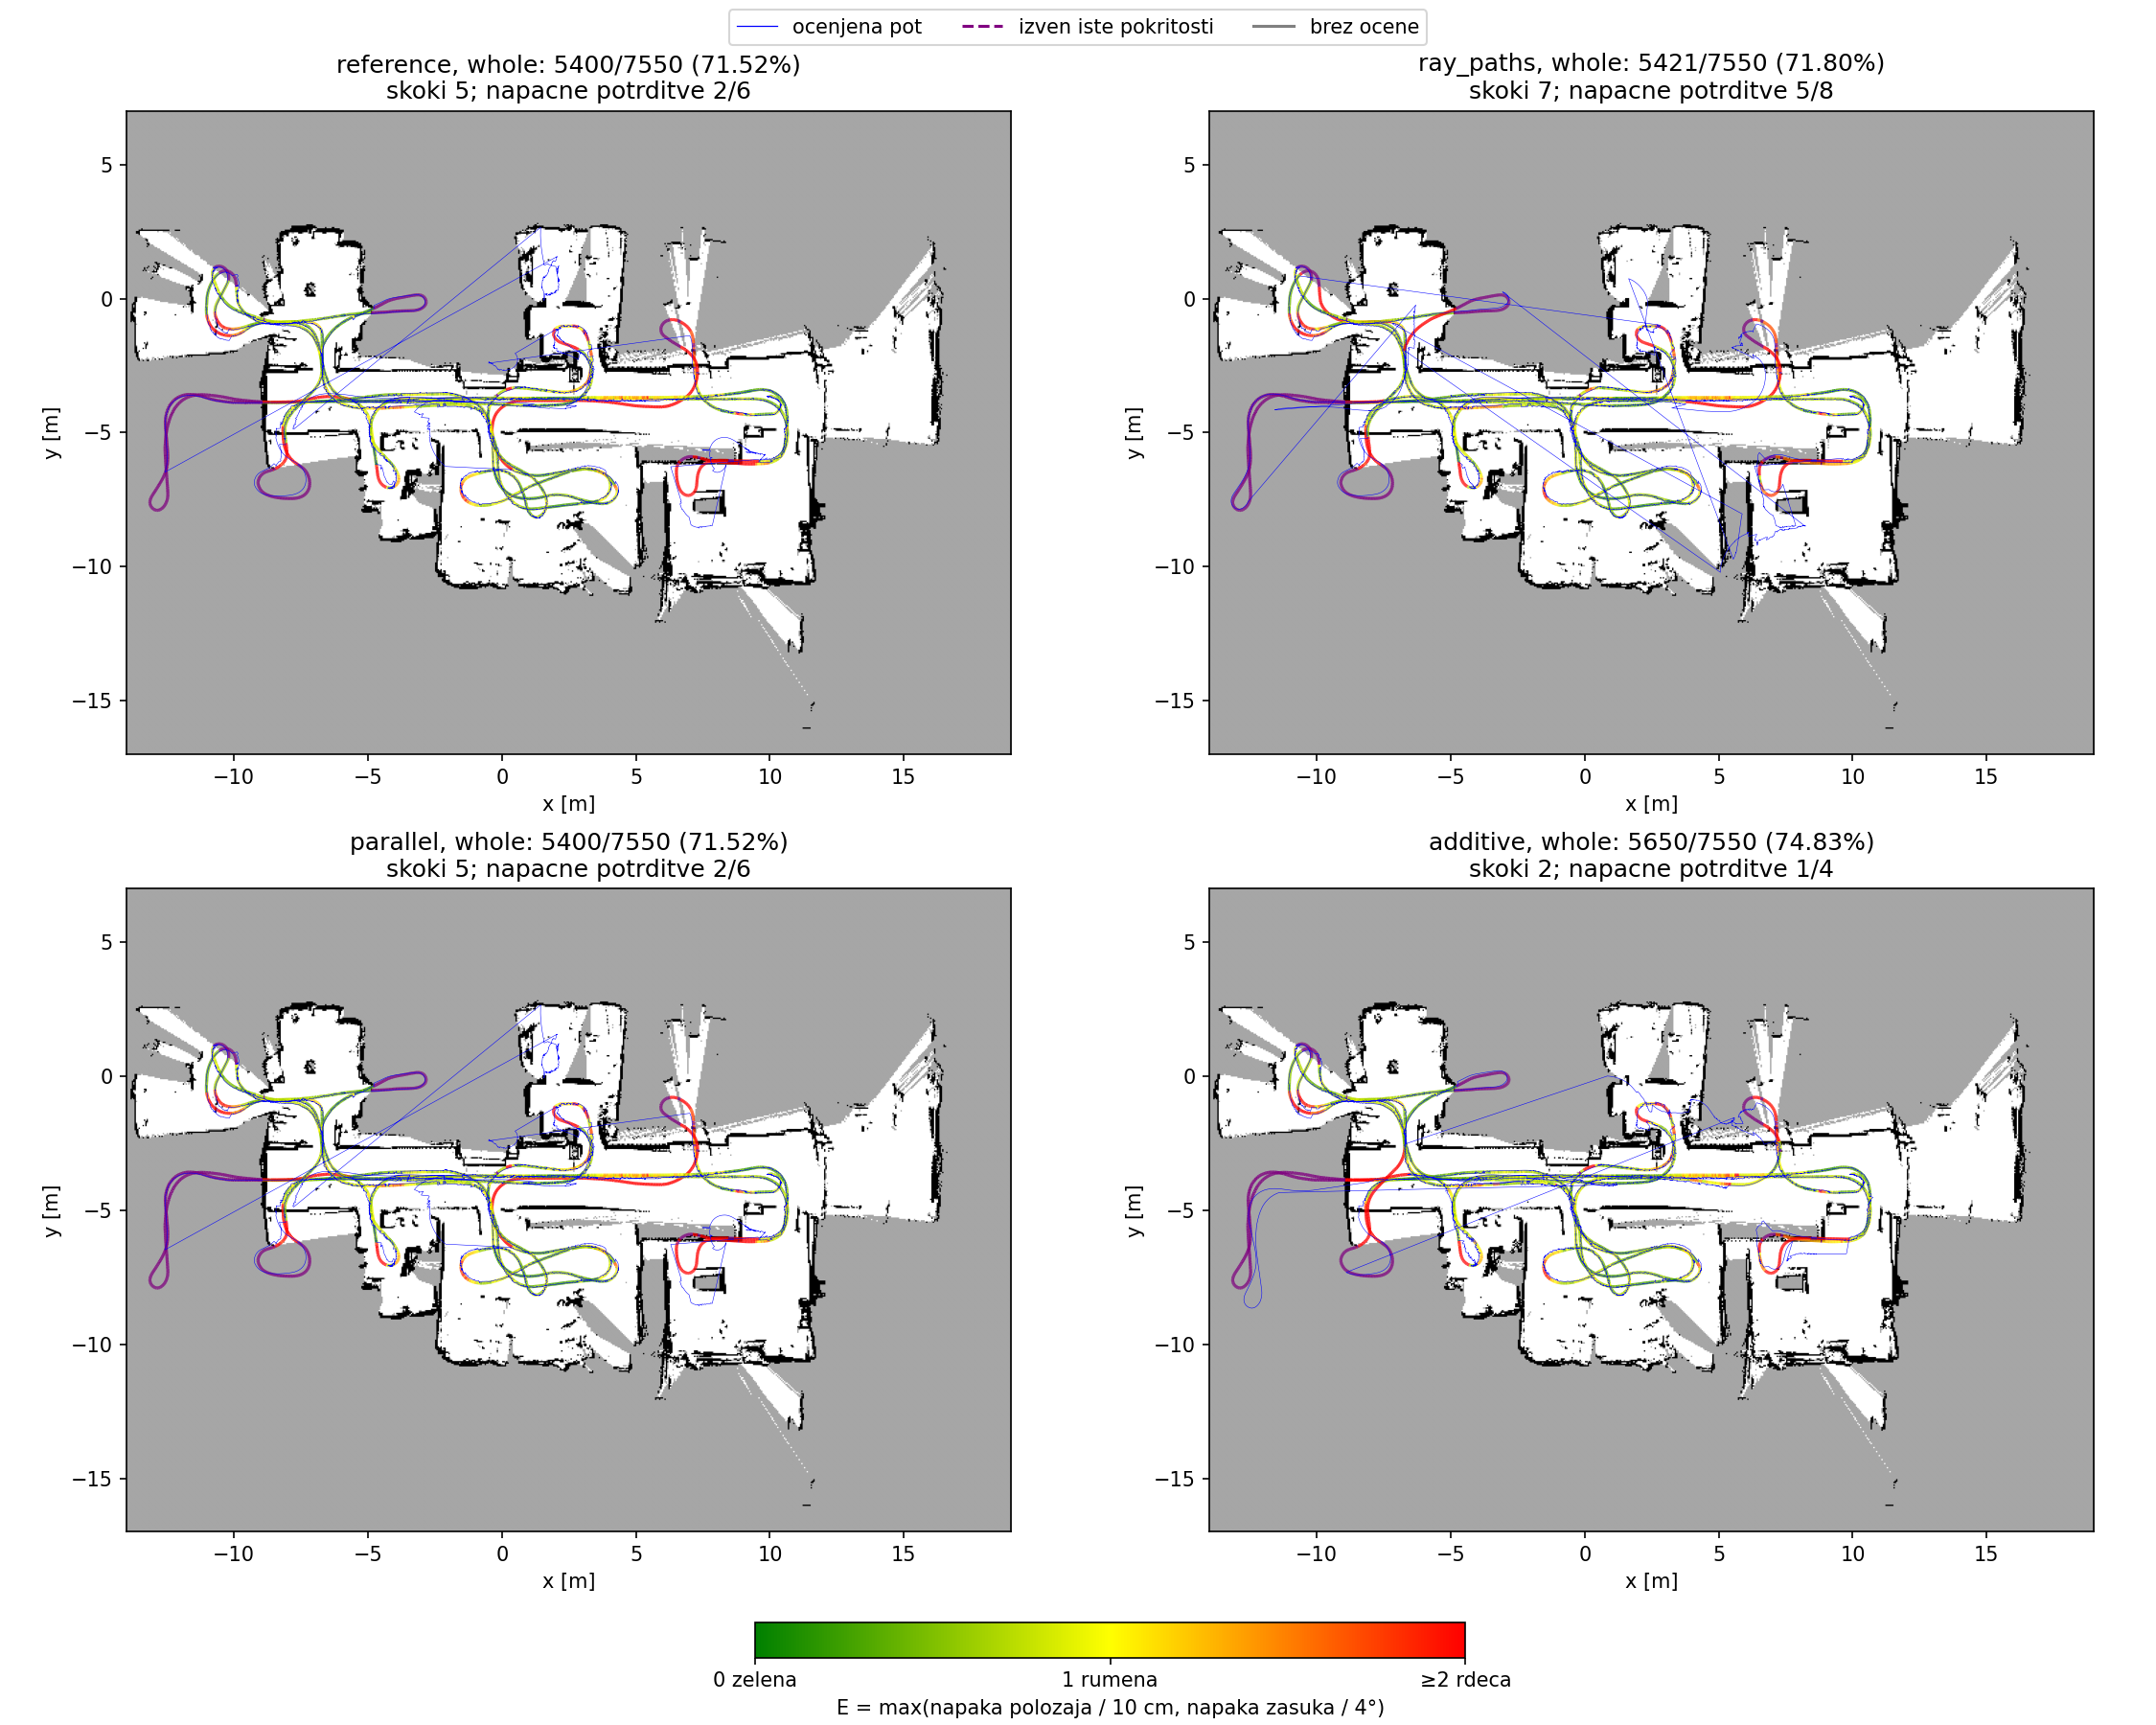 ocenjena pot izven iste pokritosti brez ocene
reference, whole: 5400/7550 (71.52%)
skoki 5; napacne potrditve 2/6
5
0
−5
−10
−15
y [m]
−10 −5 0 5 10 15
x [m]
ray_paths, whole: 5421/7550 (71.80%)
skoki 7; napacne potrditve 5/8
5
0
−5
−10
−15
y [m]
−10 −5 0 5 10 15
x [m]
parallel, whole: 5400/7550 (71.52%)
skoki 5; napacne potrditve 2/6
5
0
−5
−10
−15
y [m]
−10 −5 0 5 10 15
x [m]
additive, whole: 5650/7550 (74.83%)
skoki 2; napacne potrditve 1/4
5
0
−5
−10
−15
y [m]
−10 −5 0 5 10 15
x [m]
0 zelena 1 rumena ≥2 rdeca
E = max(napaka polozaja / 10 cm, napaka zasuka / 4°)